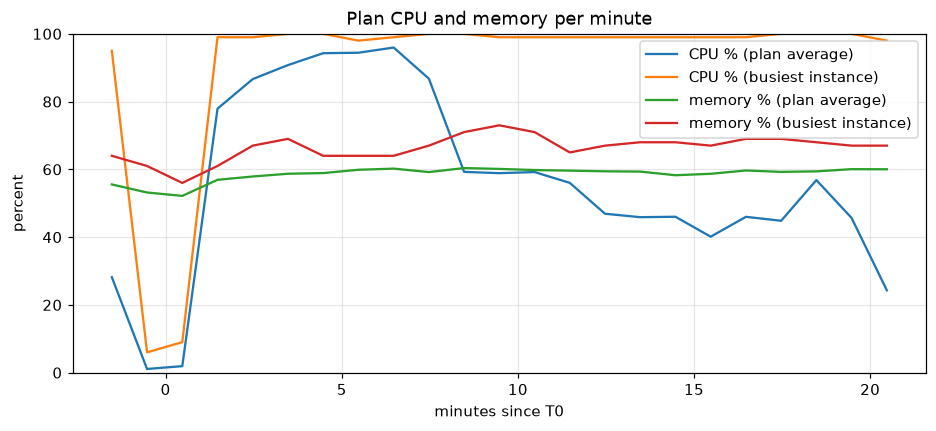 Plan CPU and memory per minute
100
80
60
40
20
0
percent
CPU % (plan average)
CPU % (busiest instance)
memory % (plan average)
memory % (busiest instance)
0 5 10 15 20
minutes since T0